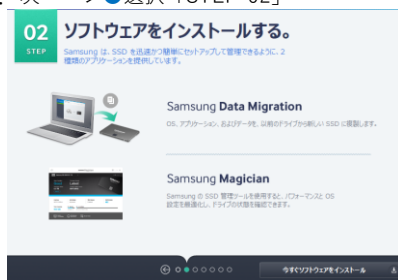 02
STEP
ソフトウェアをインストールする。
Samsung は、SSD を迅速かつ簡単にセットアップして管理できるように、2
種類のアプリケーションを提供しています。
Samsung Data Migration
OS、アプリケーション、およびデータを、以前のドライブから新しい SSD に複製します。
Samsung Magician
Samsung の SSD 管理ツールを使用すると、パフォーマンスと OS
設定を最適化し、ドライブの状態を確認できます。
今すぐソフトウェアをインストール